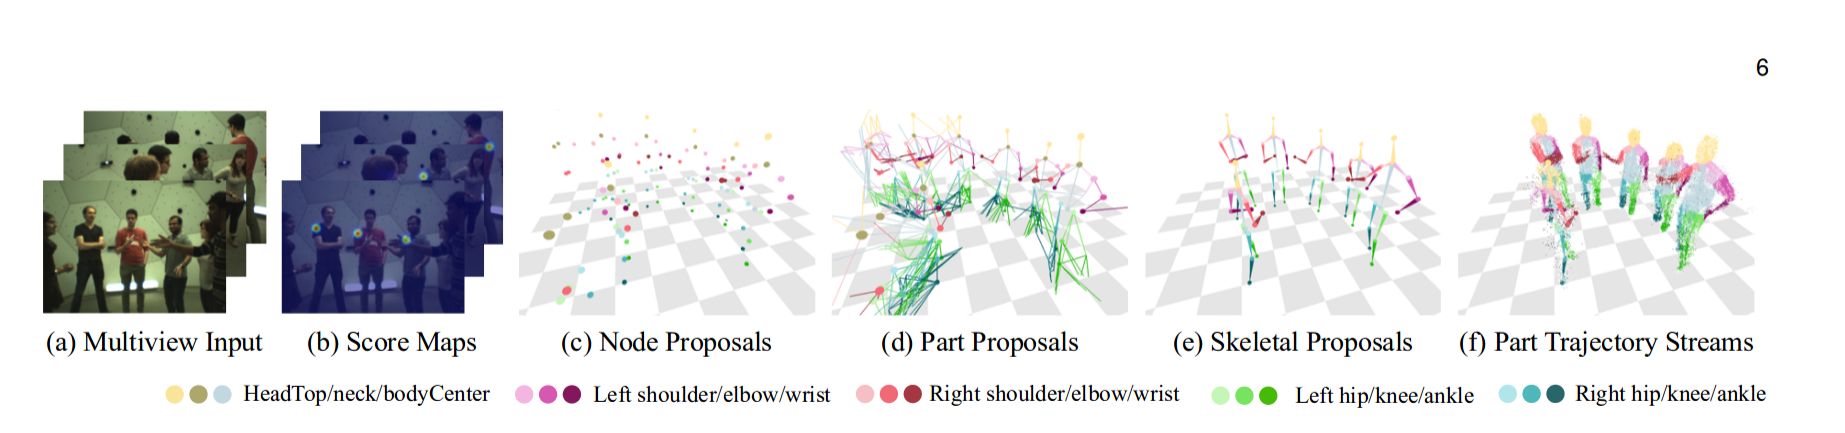 6
(a) Multiview Input (b) Score Maps (c) Node Proposals (d) Part Proposals (e) Skeletal Proposals (f) Part Trajectory Streams
HeadTop/neck/bodyCenter Left shoulder/elbow/wrist Right shoulder/elbow/wrist Left hip/knee/ankle Right hip/knee/ankle